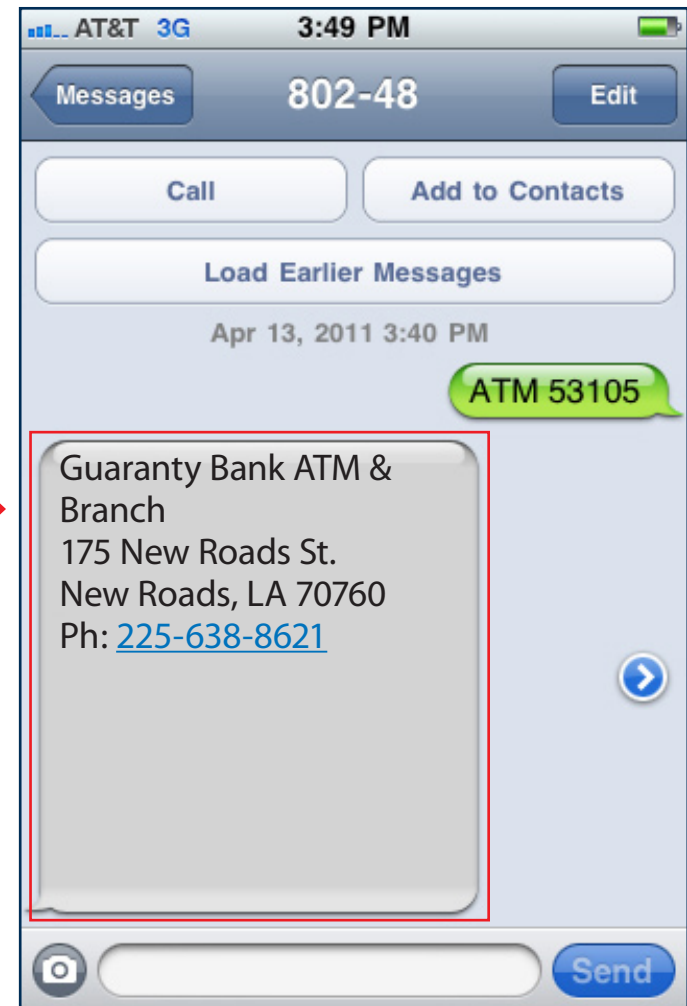 AT&T 3G 3:49 PM
Messages 802-48 Edit
Call Add to Contacts
Load Earlier Messages
Apr 13, 2011 3:40 PM
ATM 53105
Guaranty Bank ATM &
Branch
175 New Roads St.
New Roads, LA 70760
Ph: 225-638-8621
Send